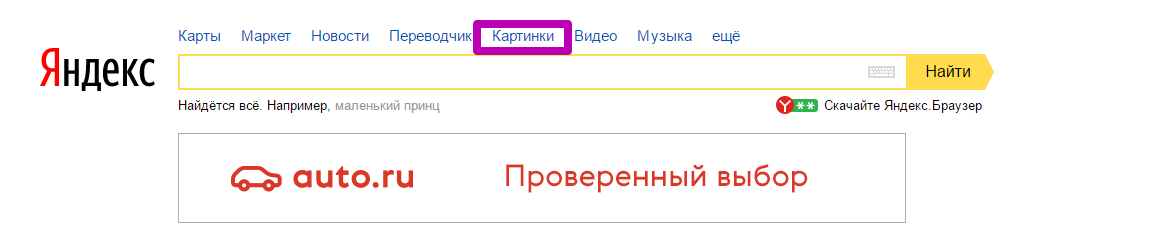 Карты Маркет Новости Переводчик Картинки Видео Музыка ещё
Яндекс
Найти
Найдётся всё. Например, маленький принц
Скачайте Яндекс.Браузер
auto.ru
Проверенный выбор